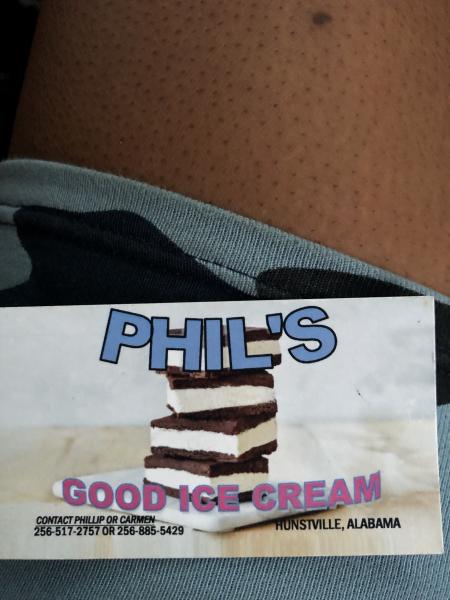 PHIL'S
GOOD ICE CREAM
CONTACT PHILLIP OR CARMEN
256-517-2757 OR 256-885-5429
HUNSTVILLE, ALABAMA